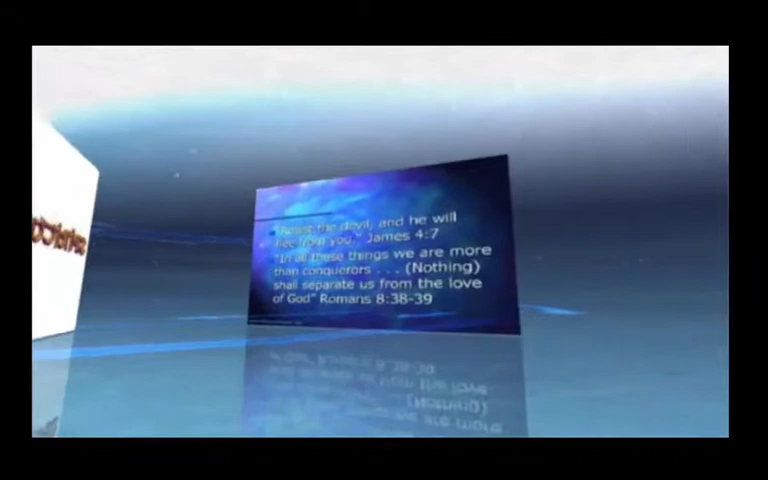 "Resist the devil, and he will
flee from you." James 4:7
"In all these things we are more
than conquerors . . . (Nothing)
shall separate us from the love
of God" Romans 8:38-39